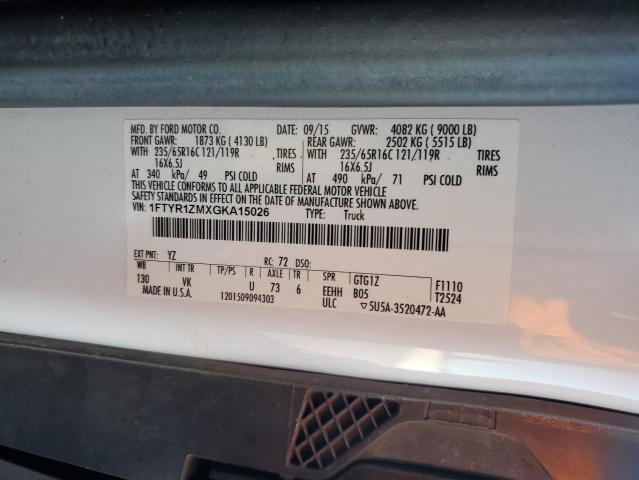 MFD. BY FORD MOTOR CO. DATE: 09/15 GVWR: 4082 KG ( 9000 LB)
FRONT GAWR: 1873 KG ( 4130 LB) REAR GAWR: 2502 KG ( 5515 LB)
WITH 235/65R16C 121/119R TIRES WITH 235/65R16C 121/119R TIRES
16X6.5J RIMS 16X6.5J RIMS
AT 340 kPa/ 49 PSI COLD AT 490 kPa/ 71 PSI COLD
THIS VEHICLE CONFORMS TO ALL APPLICABLE FEDERAL MOTOR VEHICLE
SAFETY STANDARDS IN EFFECT ON THE DATE OF MANUFACTURE SHOWN ABOVE.
VIN: 1FTYR1ZMXGKA15026 TYPE: Truck
EXT PNT: YZ RC: 72 DSO:
WB INT TR TP/PS R AXLE TR SPR GTG1Z F1110
130 VK U 73 6 EEHH B05 T2524
MADE IN U.S.A. 1201509094303 ULC ▽5U5A-3520472-AA